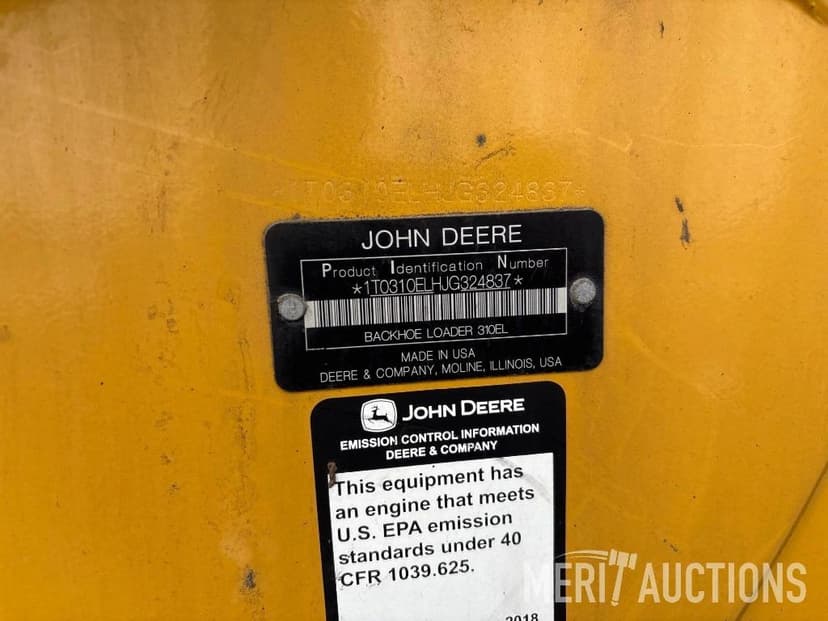 *1T0310ELHJG324837*
JOHN DEERE
Product Identification Number
*1T0310ELHJG324837*
BACKHOE LOADER 310EL
MADE IN USA
DEERE & COMPANY, MOLINE, ILLINOIS, USA
JOHN DEERE
EMISSION CONTROL INFORMATION
DEERE & COMPANY
This equipment has
an engine that meets
U.S. EPA emission
standards under 40
CFR 1039.625.
2018
MERIT AUCTIONS